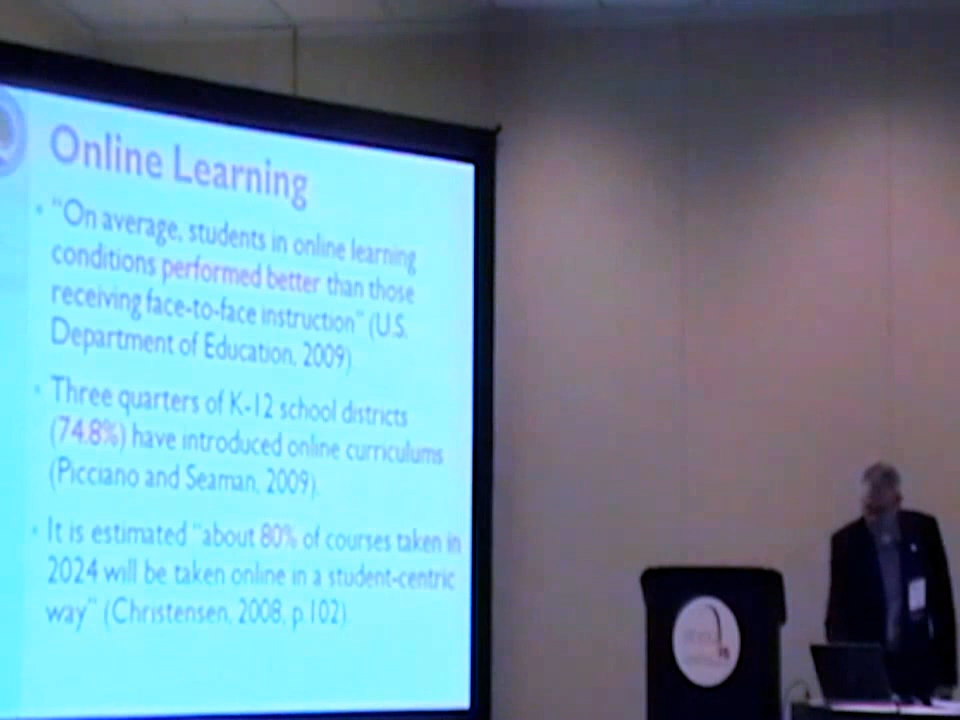 Online Learning
"On average, students in online learning
conditions performed better than those
receiving face-to-face instruction" (U.S.
Department of Education, 2009)
Three quarters of K-12 school districts
(74.8%) have introduced online curriculums
(Picciano and Seaman, 2009).
It is estimated "about 80% of courses taken in
2024 will be taken online in a student-centric
way" (Christensen, 2008, p.102).